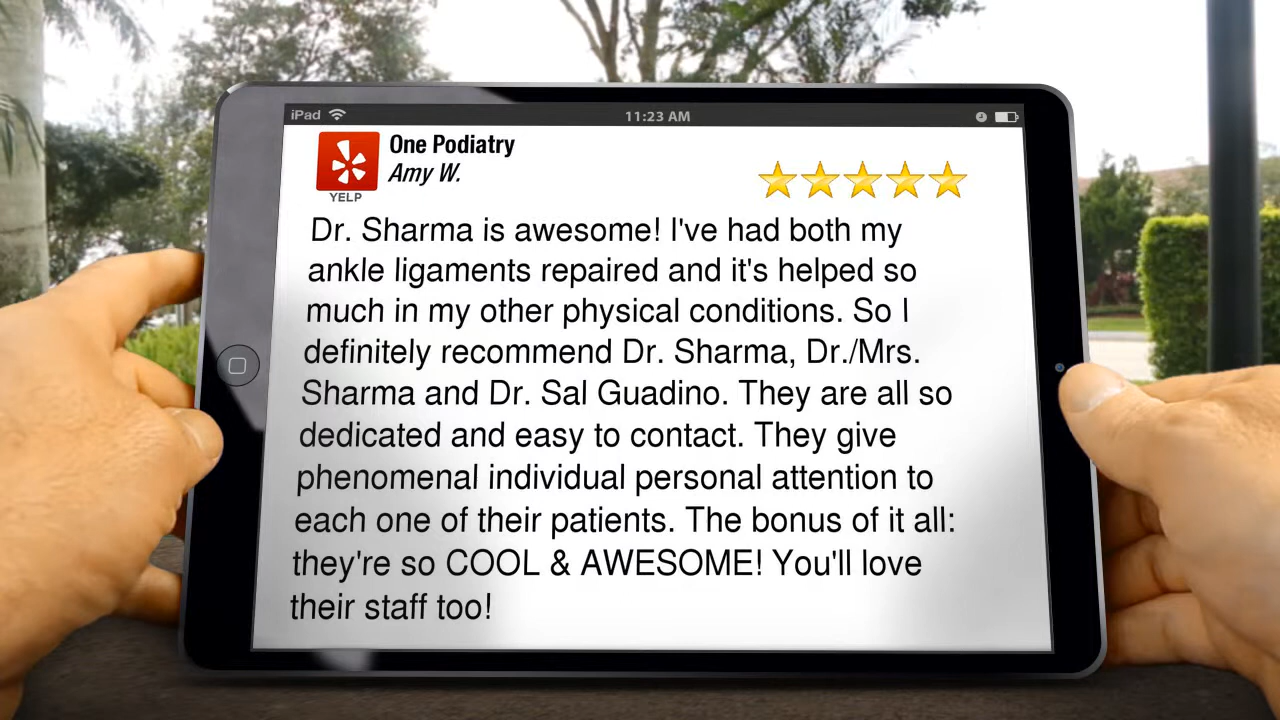 iPad 11:23 AM
One Podiatry
Amy W.
YELP
Dr. Sharma is awesome! I've had both my
ankle ligaments repaired and it's helped so
much in my other physical conditions. So I
definitely recommend Dr. Sharma, Dr./Mrs.
Sharma and Dr. Sal Guadino. They are all so
dedicated and easy to contact. They give
phenomenal individual personal attention to
each one of their patients. The bonus of it all:
they're so COOL & AWESOME! You'll love
their staff too!